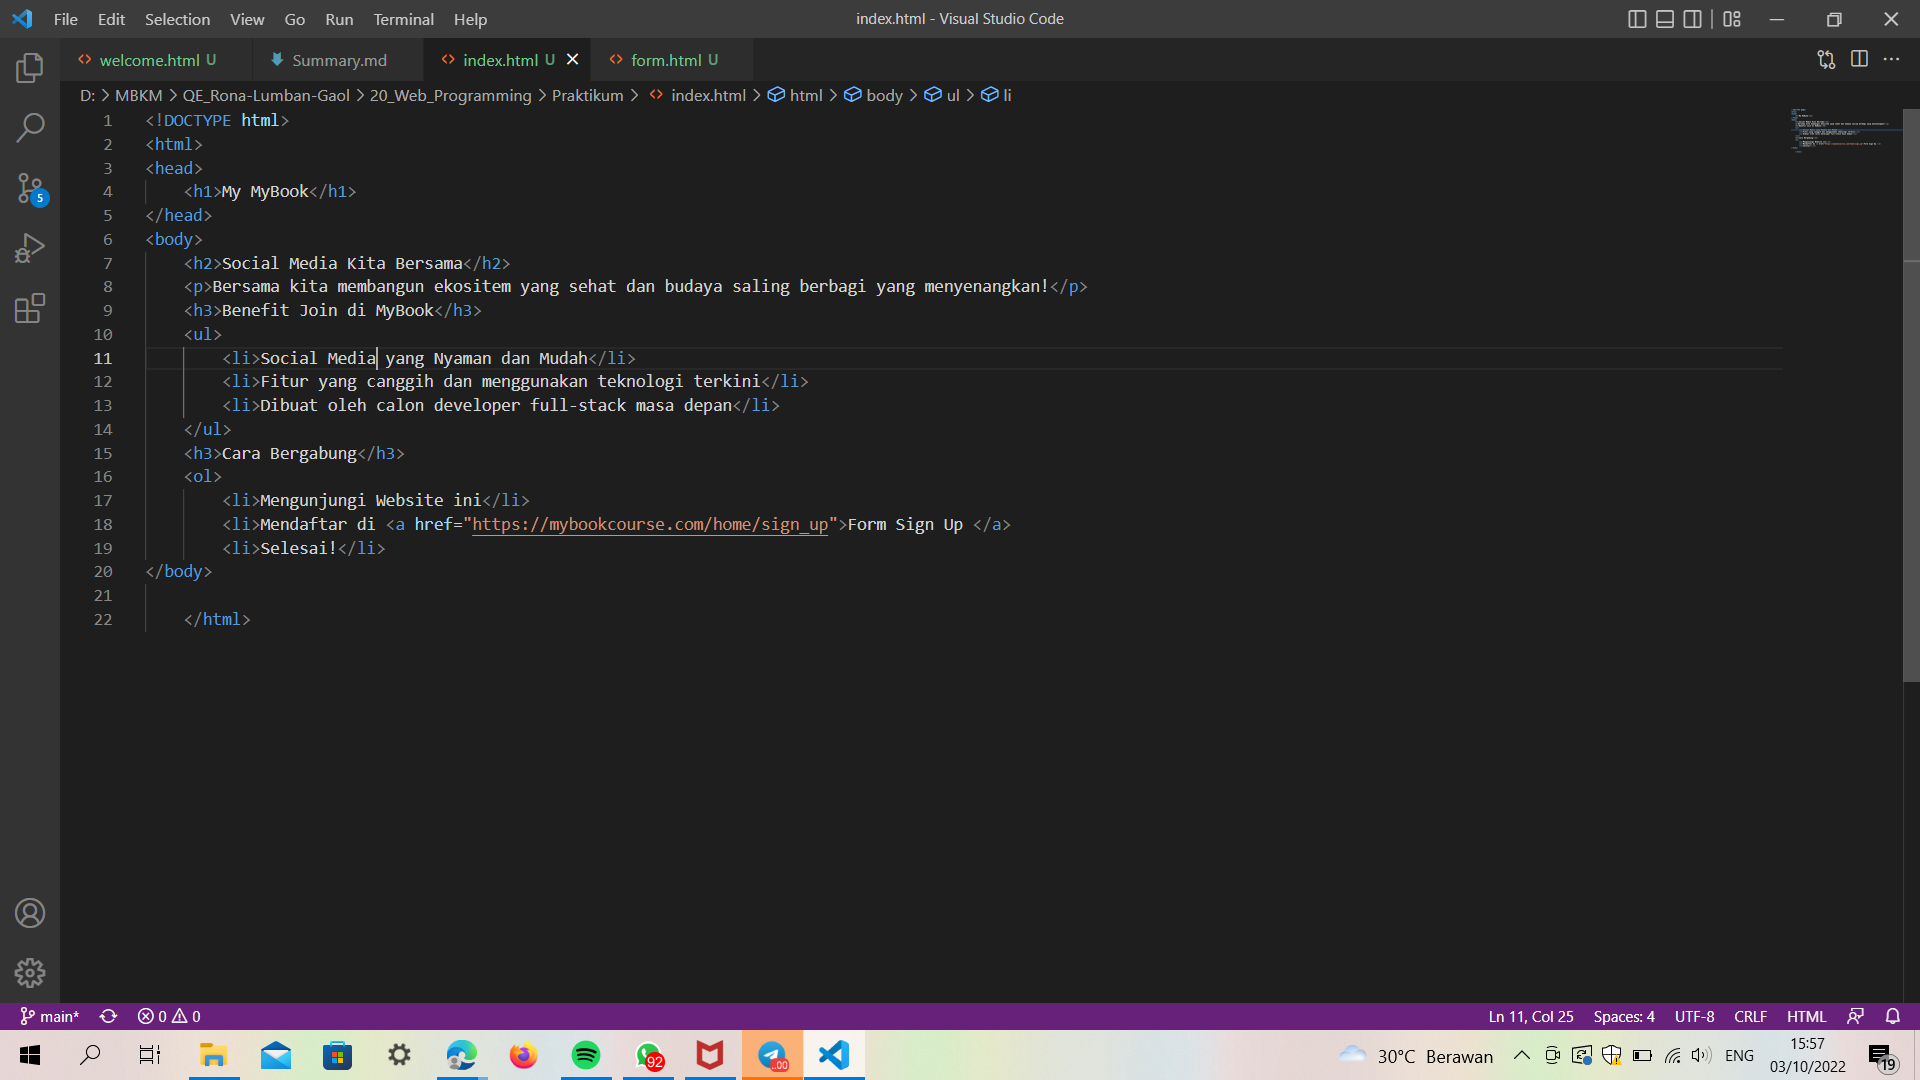 File Edit Selection View Go Run Terminal Help
index.html - Visual Studio Code
welcome.html U
Summary.md
index.html U
form.html U
D: > MBKM > QE_Rona-Lumban-Gaol > 20_Web_Programming > Praktikum > index.html > html > body > ul > li
1 <!DOCTYPE html>
2 <html>
3 <head>
4 <h1>My MyBook</h1>
5 </head>
6 <body>
7 <h2>Social Media Kita Bersama</h2>
8 <p>Bersama kita membangun ekositem yang sehat dan budaya saling berbagi yang menyenangkan!</p>
9 <h3>Benefit Join di MyBook</h3>
10 <ul>
11 <li>Social Media yang Nyaman dan Mudah</li>
12 <li>Fitur yang canggih dan menggunakan teknologi terkini</li>
13 <li>Dibuat oleh calon developer full-stack masa depan</li>
14 </ul>
15 <h3>Cara Bergabung</h3>
16 <ol>
17 <li>Mengunjungi Website ini</li>
18 <li>Mendaftar di <a href="https://mybookcourse.com/home/sign_up">Form Sign Up </a>
19 <li>Selesai!</li>
20 </body>
21
22 </html>
5
main* 0 0
Ln 11, Col 25 Spaces: 4 UTF-8 CRLF HTML
92
..00
30°C Berawan
ENG
15:57
03/10/2022
19